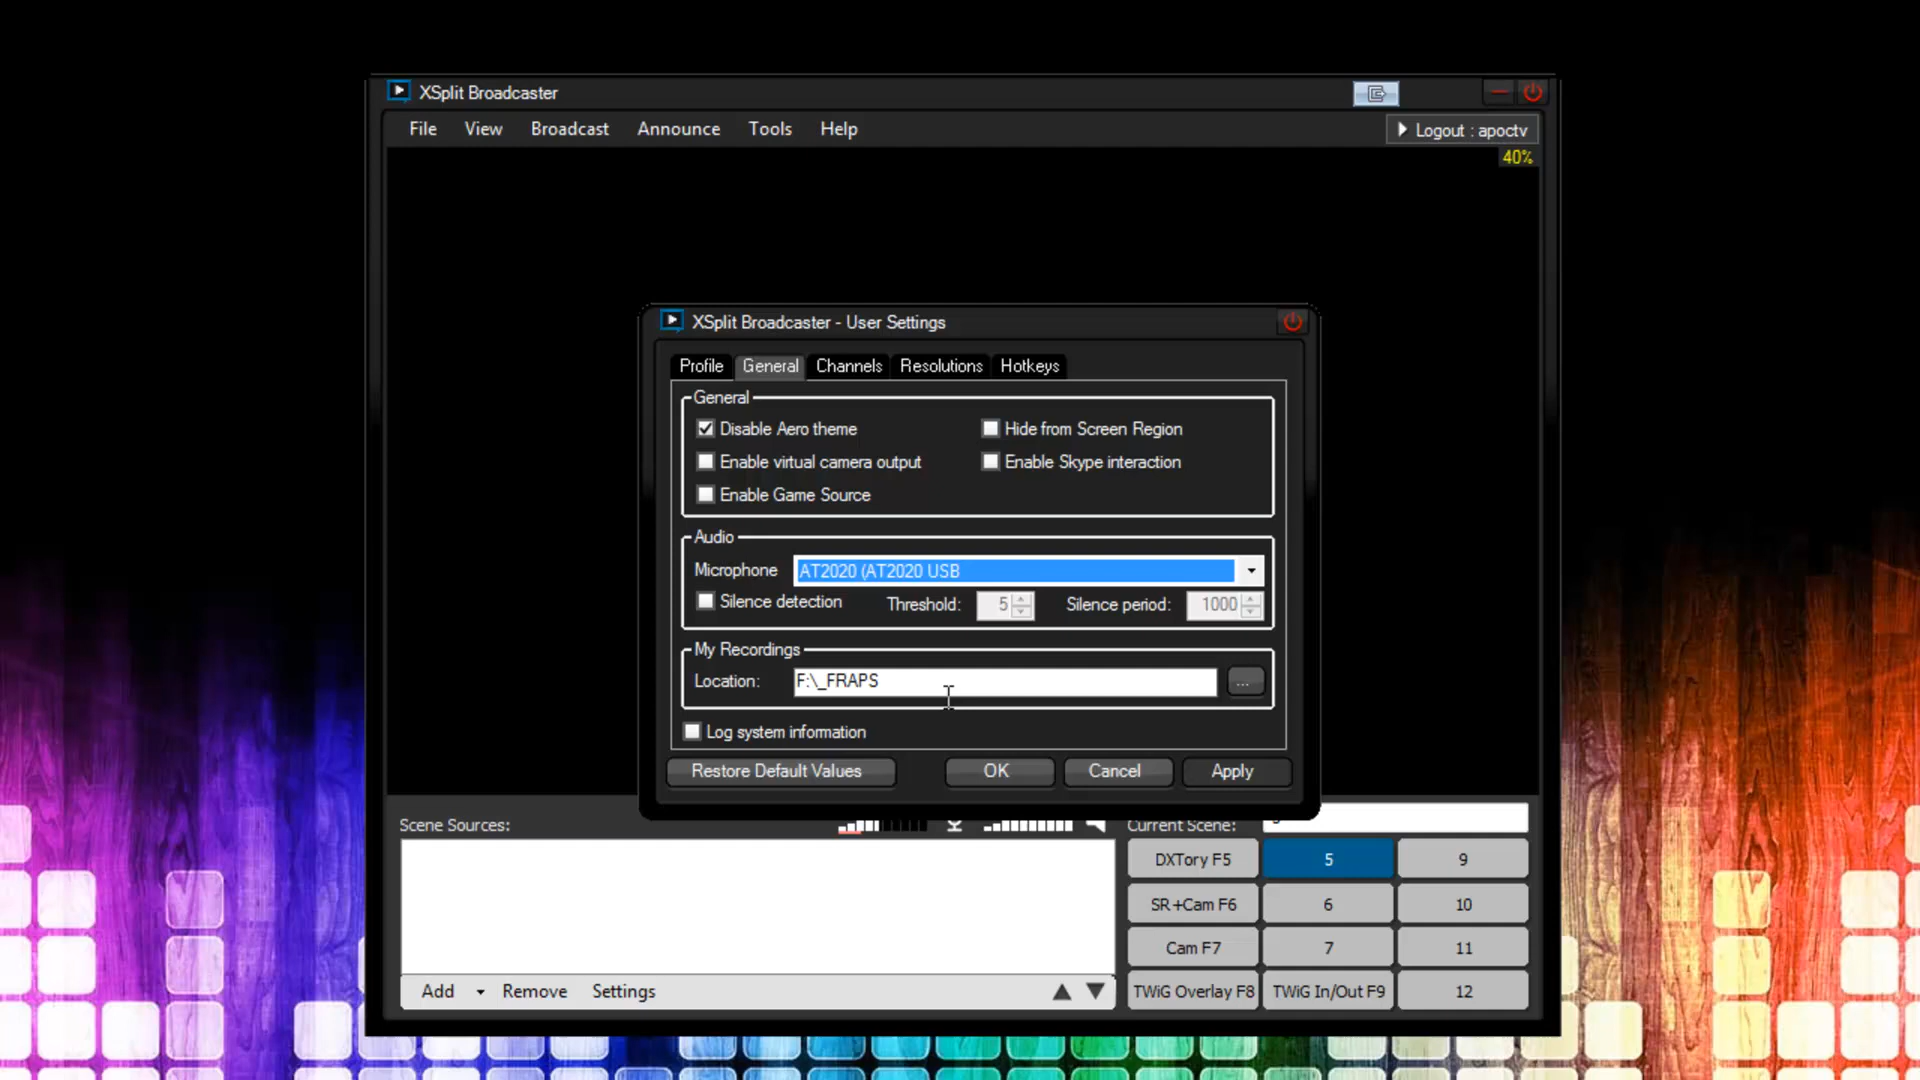 XSplit Broadcaster
File View Broadcast Announce Tools Help
Logout : apoctv
40%
XSplit Broadcaster - User Settings
Profile General Channels Resolutions Hotkeys
General
Disable Aero theme Hide from Screen Region
Enable virtual camera output Enable Skype interaction
Enable Game Source
Audio
Microphone AT2020 (AT2020 USB
Silence detection Threshold: 5 Silence period: 1000
My Recordings
Location: F:\_FRAPS ...
Log system information
Restore Default Values OK Cancel Apply
Scene Sources: Current Scene:
DXTory F5 5 9
SR+Cam F6 6 10
Cam F7 7 11
TWiG Overlay F8 TWiG In/Out F9 12
Add Remove Settings